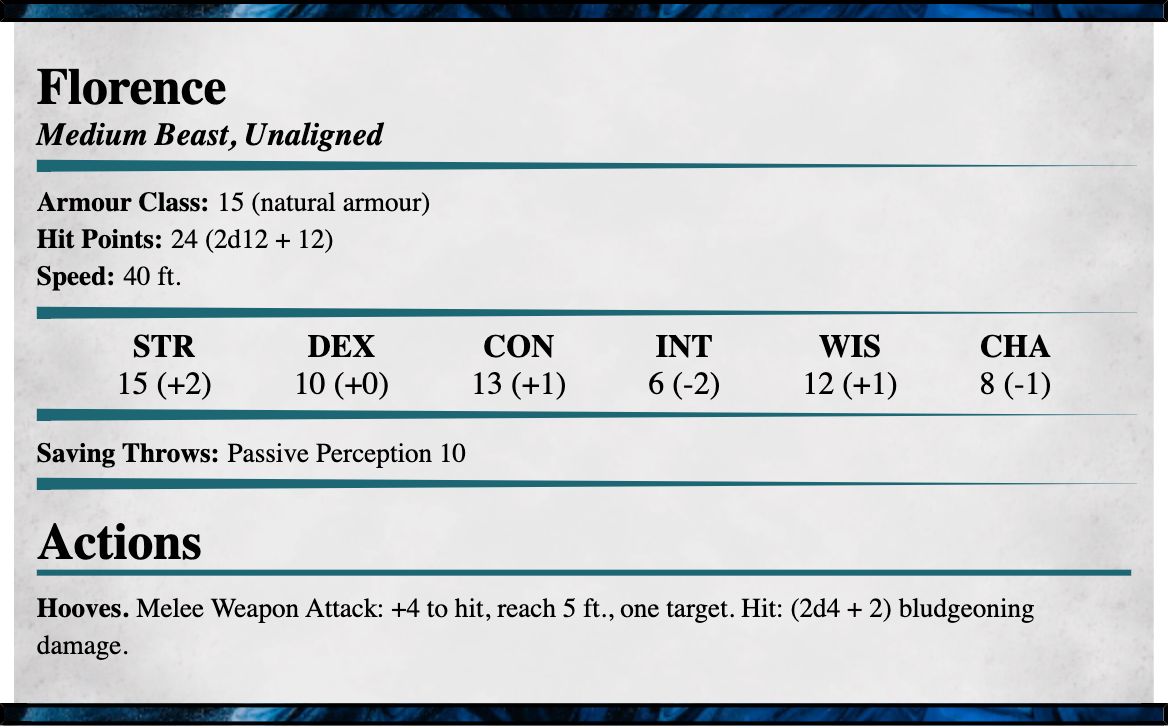 Florence
Medium Beast, Unaligned
Armour Class: 15 (natural armour)
Hit Points: 24 (2d12 + 12)
Speed: 40 ft.
STR DEX CON INT WIS CHA
15 (+2) 10 (+0) 13 (+1) 6 (-2) 12 (+1) 8 (-1)
Saving Throws: Passive Perception 10
Actions
Hooves. Melee Weapon Attack: +4 to hit, reach 5 ft., one target. Hit: (2d4 + 2) bludgeoning
damage.